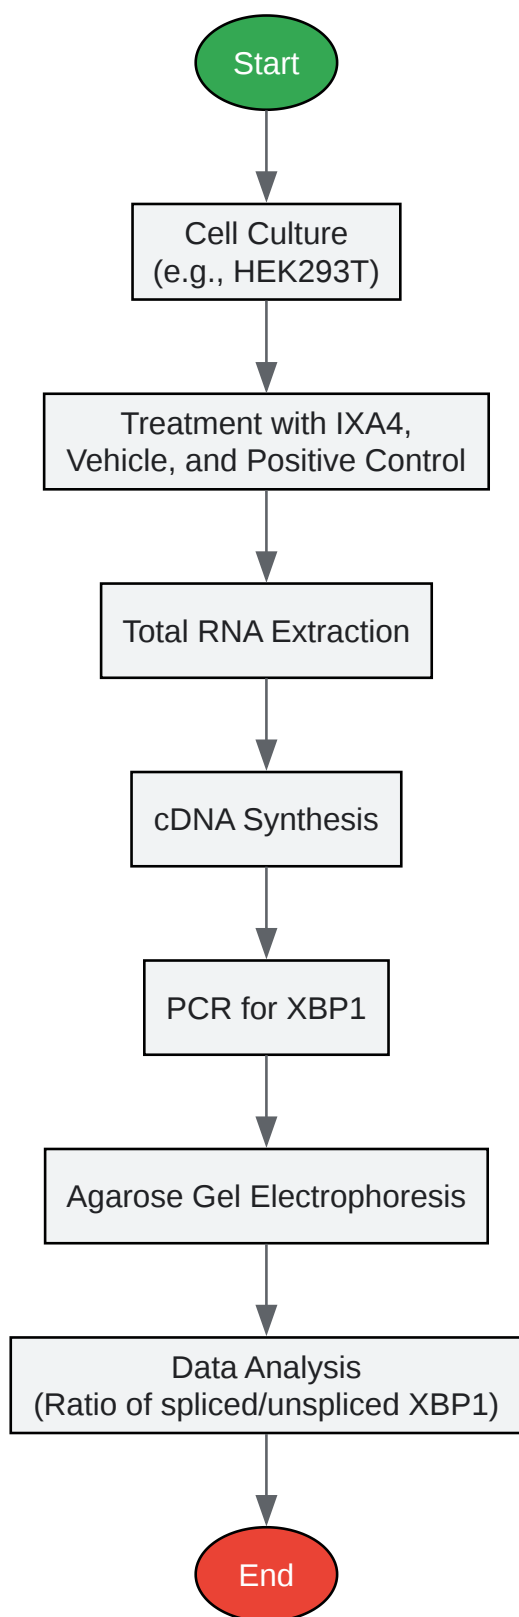 Start
Cell Culture
(e.g., HEK293T)
Treatment with IXA4,
Vehicle, and Positive Control
Total RNA Extraction
cDNA Synthesis
PCR for XBP1
Agarose Gel Electrophoresis
Data Analysis
(Ratio of spliced/unspliced XBP1)
End